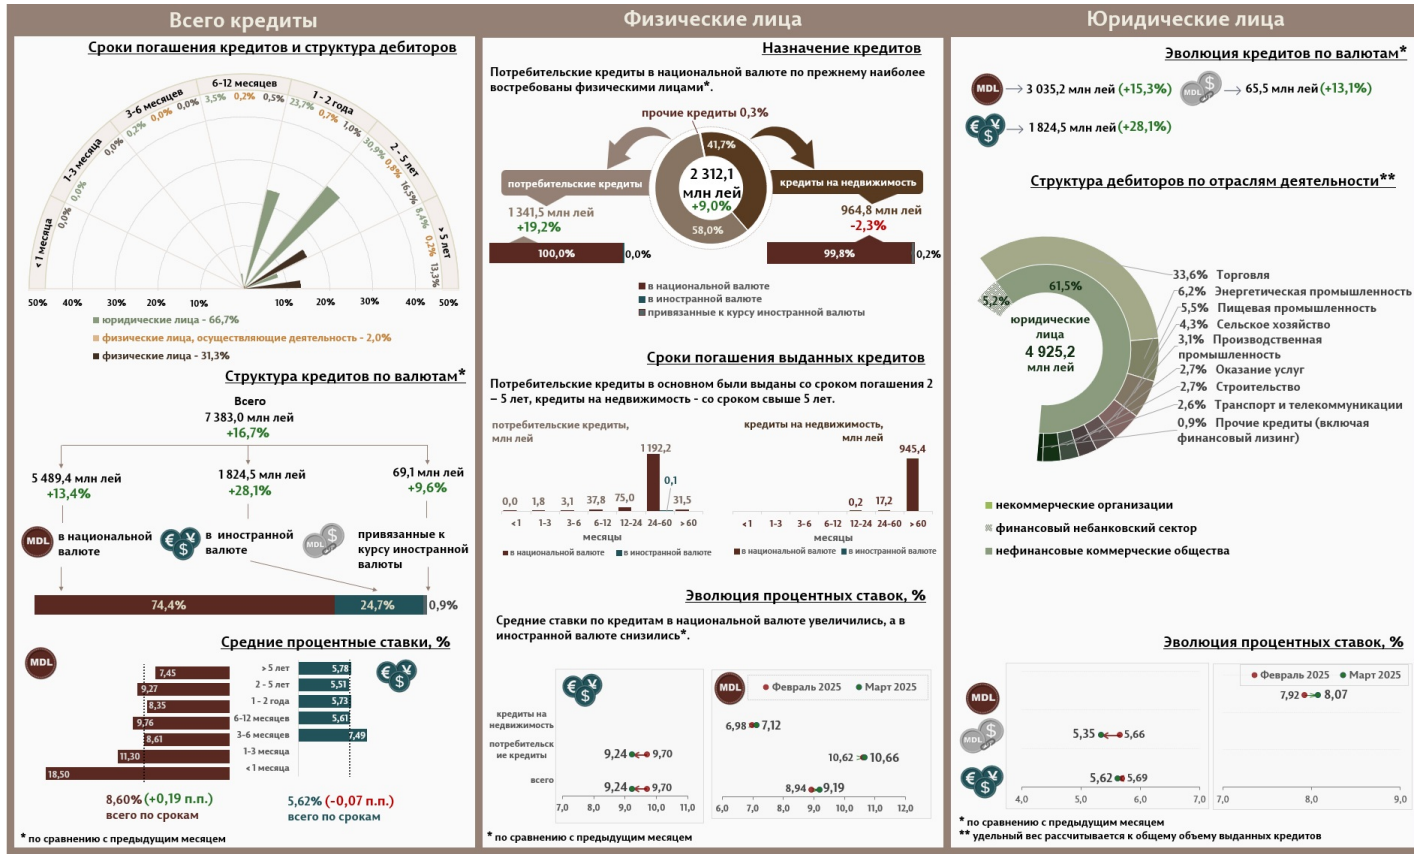 Всего кредиты
Сроки погашения кредитов и структура дебиторов
< 1 месяца
1-3 месяца
3-6 месяцев
6-12 месяцев
1 - 2 года
2 - 5 лет
> 5 лет
0,0%
0,0%
0,0%
0,2%
0,0%
0,0%
3,5%
0,2%
0,5%
23,7%
0,7%
1,0%
30,9%
0,8%
16,5%
8,4%
0,2%
13,3%
50% 40% 30% 20% 10% 10% 20% 30% 40% 50%
юридические лица - 66,7%
физические лица, осуществляющие деятельность - 2,0%
физические лица - 31,3%
Структура кредитов по валютам*
Всего
7 383,0 млн лей
+16,7%
5 489,4 млн лей
+13,4%
1 824,5 млн лей
+28,1%
69,1 млн лей
+9,6%
MDL
в национальной
валюте
€ ¥ $
в иностранной
валюте
MDL $
привязанные к
курсу иностранной
валюты
74,4%
24,7%
0,9%
Средние процентные ставки, %
MDL
€ ¥ $
7,45 > 5 лет 5,78
9,27 2 - 5 лет 5,51
8,35 1 - 2 года 5,73
9,76 6-12 месяцев 5,61
8,61 3-6 месяцев 7,49
11,30 1-3 месяца
18,50 < 1 месяца
8,60% (+0,19 п.п.)
всего по срокам
5,62% (-0,07 п.п.)
всего по срокам
* по сравнению с предыдущим месяцем
Физические лица
Назначение кредитов
Потребительские кредиты в национальной валюте по прежнему наиболее
востребованы физическими лицами*.
прочие кредиты 0,3%
41,7%
2 312,1
млн лей
+9,0%
58,0%
потребительские кредиты
1 341,5 млн лей
+19,2%
100,0%
0,0%
кредиты на недвижимость
964,8 млн лей
-2,3%
99,8%
0,2%
в национальной валюте
в иностранной валюте
привязанные к курсу иностранной валюты
Сроки погашения выданных кредитов
Потребительские кредиты в основном были выданы со сроком погашения 2
– 5 лет, кредиты на недвижимость - со сроком свыше 5 лет.
потребительские кредиты,
млн лей
0,0 1,8 3,1 37,8 75,0 1 192,2 0,1 31,5
< 1 1-3 3-6 6-12 12-24 24-60 > 60
месяцы
в национальной валюте в иностранной валюте
кредиты на недвижимость,
млн лей
0,2 17,2 945,4
< 1 1-3 3-6 6-12 12-24 24-60 > 60
месяцы
в национальной валюте в иностранной валюте
Эволюция процентных ставок, %
Средние ставки по кредитам в национальной валюте увеличились, а в
иностранной валюте снизились*.
€ ¥ $
MDL
Февраль 2025 Март 2025
кредиты на
недвижимость
6,98 7,12
потребительск
ие кредиты
9,24 9,70
10,62 10,66
всего
9,24 9,70
8,94 9,19
7,0 8,0 9,0 10,0 11,0
6,0 7,0 8,0 9,0 10,0 11,0 12,0
* по сравнению с предыдущим месяцем
Юридические лица
Эволюция кредитов по валютам*
MDL 3 035,2 млн лей (+15,3%)
MDL $ 65,5 млн лей (+13,1%)
€ ¥ $ 1 824,5 млн лей (+28,1%)
Структура дебиторов по отраслям деятельности**
61,5%
5,2%
юридические
лица
4 925,2
млн лей
33,6% Торговля
6,2% Энергетическая промышленность
5,5% Пищевая промышленность
4,3% Сельское хозяйство
3,1% Производственная
промышленность
2,7% Оказание услуг
2,7% Строительство
2,6% Транспорт и телекоммуникации
0,9% Прочие кредиты (включая
финансовый лизинг)
некоммерческие организации
финансовый небанковский сектор
нефинансовые коммерческие общества
Эволюция процентных ставок, %
Февраль 2025 Март 2025
MDL
7,92 8,07
MDL $
5,35 5,66
€ ¥ $
5,62 5,69
4,0 5,0 6,0 7,0
7,0 8,0 9,0
* по сравнению с предыдущим месяцем
** удельный вес рассчитывается к общему объему выданных кредитов